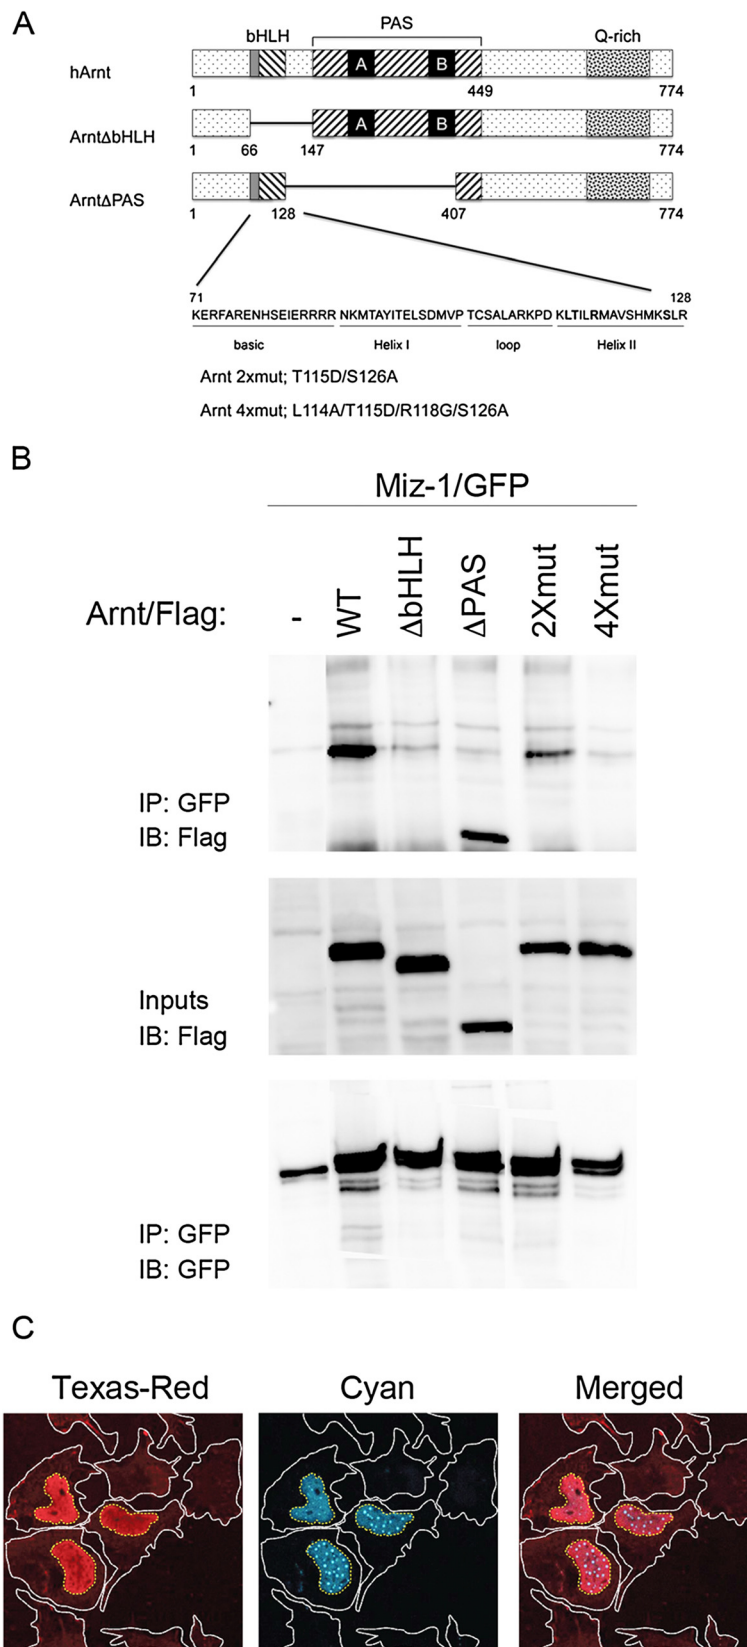 A
bHLH PAS Q-rich
hArnt A B
1 449 774
ArntΔbHLH A B
1 66 147 774
ArntΔPAS
1 128 407 774
71 128
KERFARENHSEIERRRR NKMTAYITELSDMVP TCSALARKPD KLTILRMAVSHMKSLR
basic Helix I loop Helix II
Arnt 2xmut; T115D/S126A
Arnt 4xmut; L114A/T115D/R118G/S126A
B
Miz-1/GFP
Arnt/Flag: - WT ΔbHLH ΔPAS 2Xmut 4Xmut
IP: GFP
IB: Flag
Inputs
IB: Flag
IP: GFP
IB: GFP
C
Texas-Red Cyan Merged